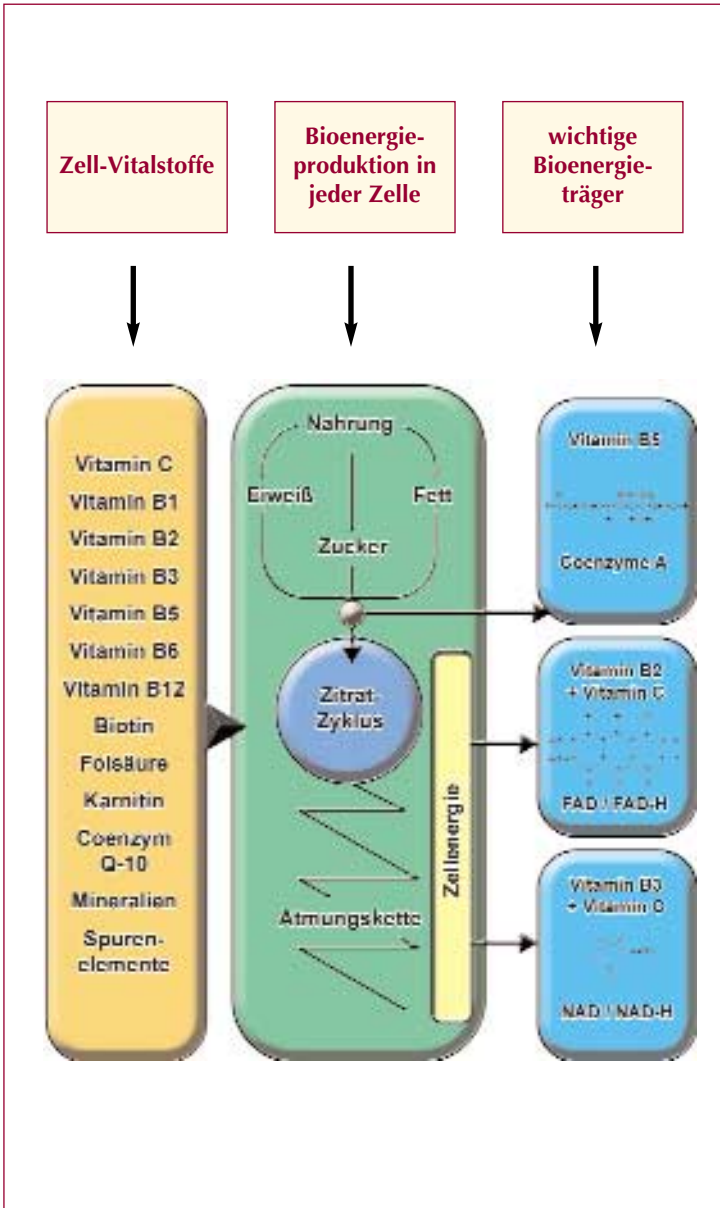 Zell-Vitalstoffe
Bioenergie-
produktion in
jeder Zelle
wichtige
Bioenergie-
träger
Vitamin C
Vitamin B1
Vitamin B2
Vitamin B3
Vitamin B5
Vitamin B6
Vitamin B12
Biotin
Folsäure
Karnitin
Coenzym
Q-10
Mineralien
Spuren-
elemente
Nahrung
Eiweiß
Fett
Zucker
Zitrat-
Zyklus
Atmungskette
Zellenergie
Vitamin B5
Coenzyme A
Vitamin B2
+ Vitamin C
FAD / FAD-H
Vitamin B3
+ Vitamin C
NAD / NAD-H